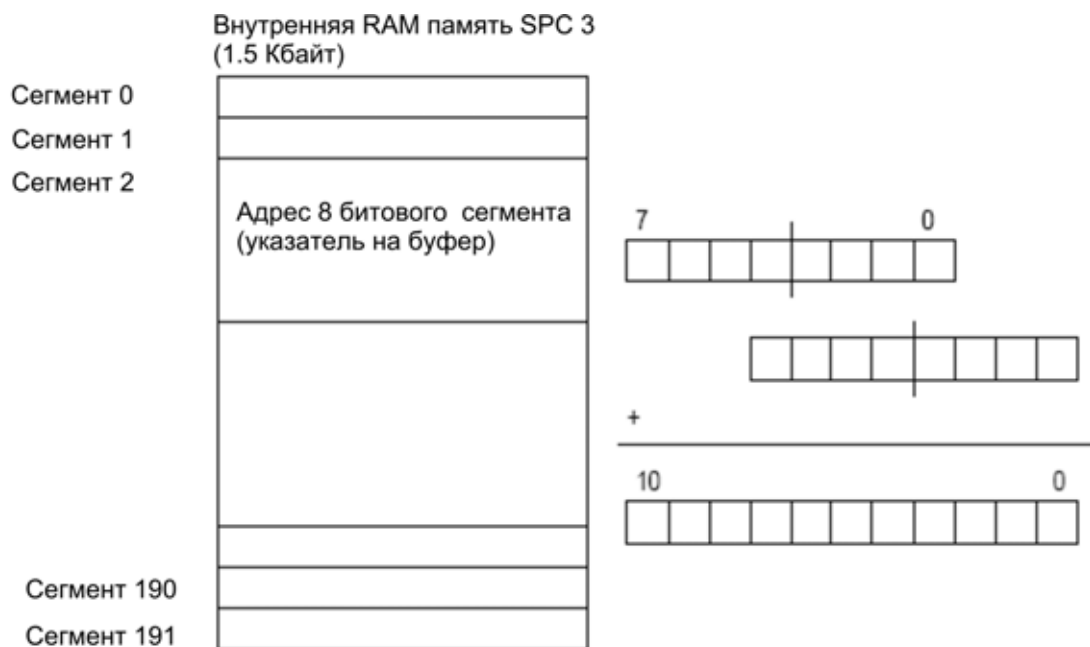 Внутренняя RAM память SPC 3
(1.5 Кбайт)
Сегмент 0
Сегмент 1
Сегмент 2
Адрес 8 битового сегмента
(указатель на буфер)
7 0
+
10 0
Сегмент 190
Сегмент 191